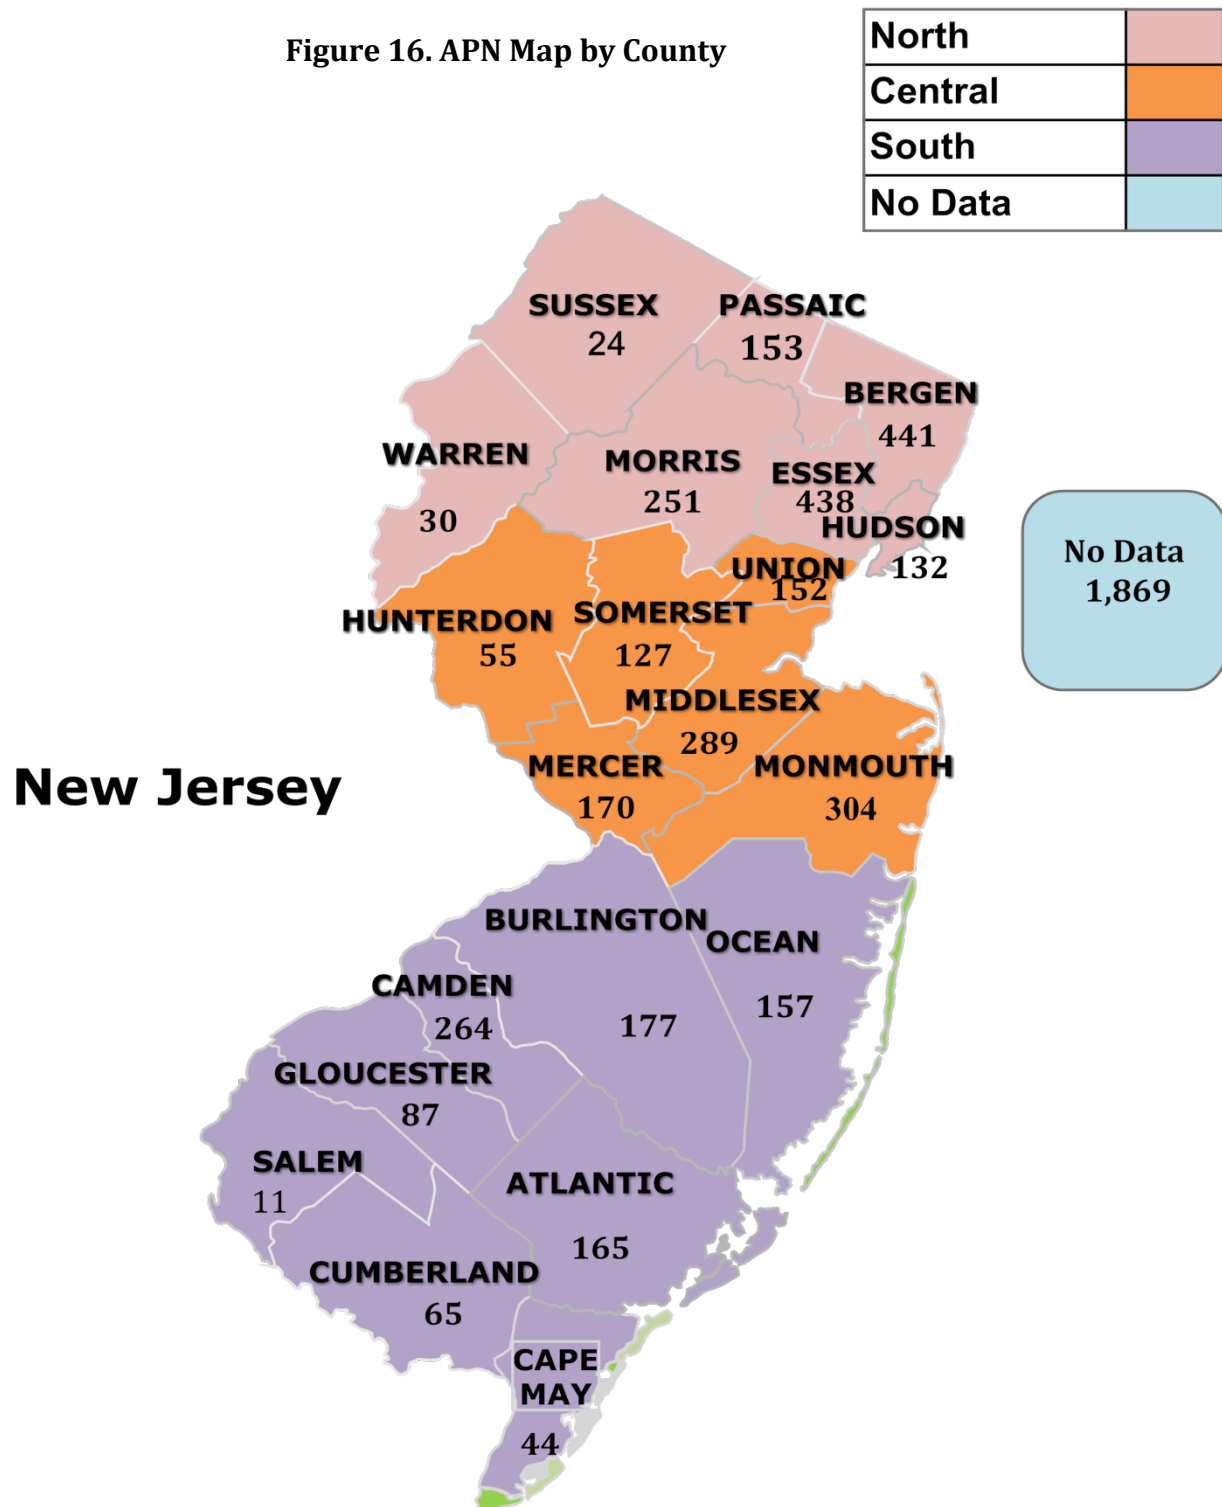 Figure 16. APN Map by County
North
Central
South
No Data
SUSSEX
24
PASSAIC
153
BERGEN
441
WARREN
30
MORRIS
251
ESSEX
438
HUDSON
132
No Data
1,869
UNION
152
HUNTERDON
55
SOMERSET
127
MIDDLESEX
289
MERCER
170
MONMOUTH
304
New Jersey
BURLINGTON
177
OCEAN
157
CAMDEN
264
GLOUCESTER
87
SALEM
11
ATLANTIC
165
CUMBERLAND
65
CAPE
MAY
44